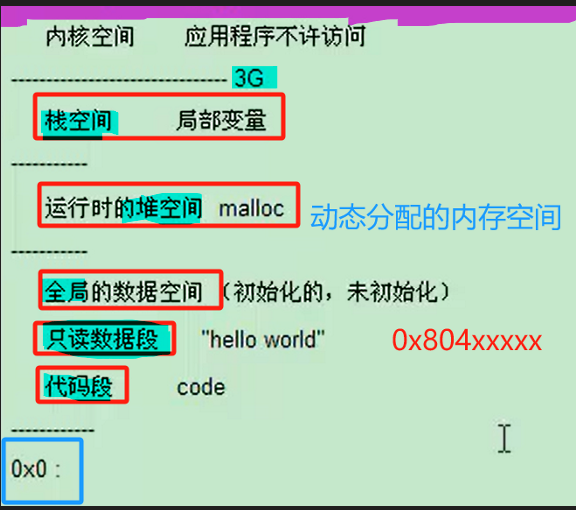 内核空间 应用程序不许访问
------------------------------- 3G
栈空间 局部变量
-----------
运行时的堆空间 malloc 动态分配的内存空间
-----------
全局的数据空间（初始化的，未初始化）
只读数据段 "hello world" 0x804xxxxx
代码段 code
------------
0x0：